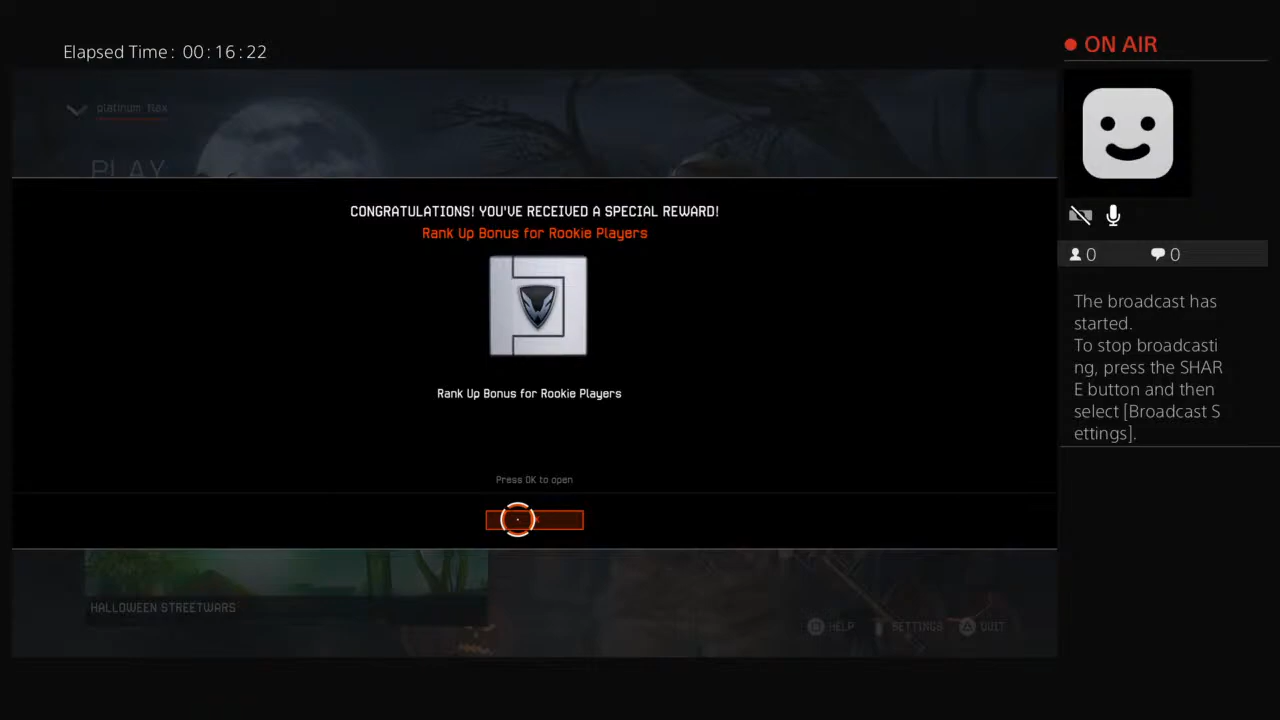 Elapsed Time: 00:16:22
ON AIR
platinum_flex
PLAY
CONGRATULATIONS! YOU'VE RECEIVED A SPECIAL REWARD!
Rank Up Bonus for Rookie Players
Rank Up Bonus for Rookie Players
0
0
The broadcast has
started.
To stop broadcasti
ng, press the SHAR
E button and then
select [Broadcast S
ettings].
Press OK to open
HALLOWEEN STREETWARS
HELP
SETTINGS
QUIT